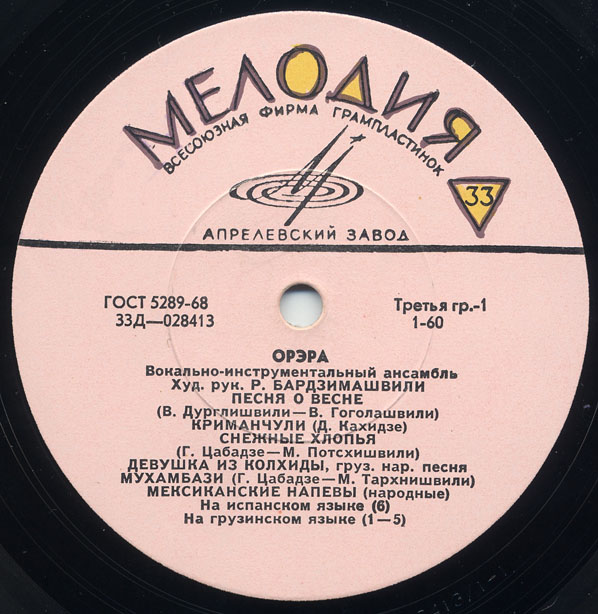 МЕЛОДИЯ
ВСЕСОЮЗНАЯ ФИРМА ГРАМПЛАСТИНОК
33
АПРЕЛЕВСКИЙ ЗАВОД
ГОСТ 5289-68 Третья гр.-1
33Д—028413 1-60
ОРЭРА
Вокально-инструментальный ансамбль
Худ. рук. Р. БАРДЗИМАШВИЛИ
ПЕСНЯ О ВЕСНЕ
(В. Дурглишвили—В. Гоголашвили)
КРИМАНЧУЛИ (Д. Кахидзе)
СНЕЖНЫЕ ХЛОПЬЯ
(Г. Цабадзе—М. Потсхишвили)
ДЕВУШКА ИЗ КОЛХИДЫ, груз. нар. песня
МУХАМБАЗИ (Г. Цабадзе—М. Тархнишвили)
МЕКСИКАНСКИЕ НАПЕВЫ (народные)
На испанском языке (6)
На грузинском языке (1—5)